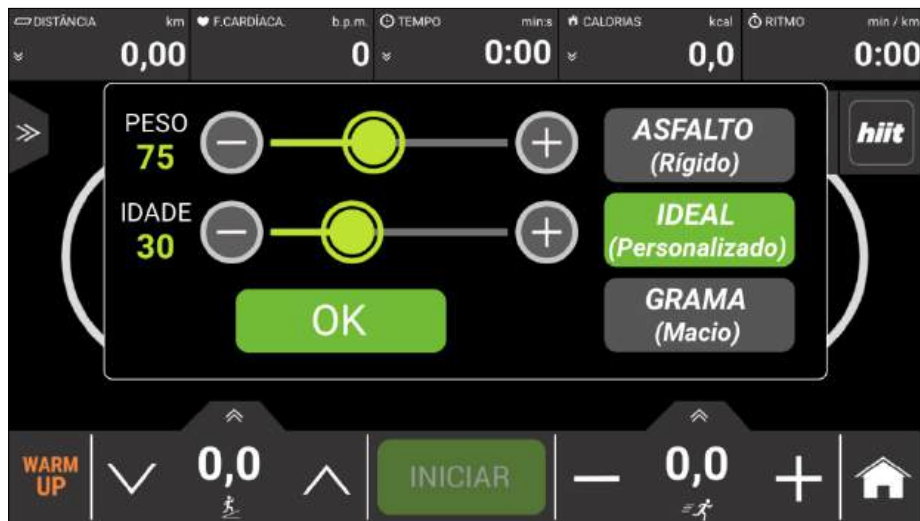 DISTÂNCIA km F.CARDÍACA. b.p.m. TEMPO min:s CALORIAS kcal RITMO min / km
0,00 0 0:00 0,0 0:00
PESO
75
IDADE
30
OK
ASFALTO
(Rígido)
IDEAL
(Personalizado)
GRAMA
(Macio)
hiit
WARM
UP
0,0
INICIAR
0,0